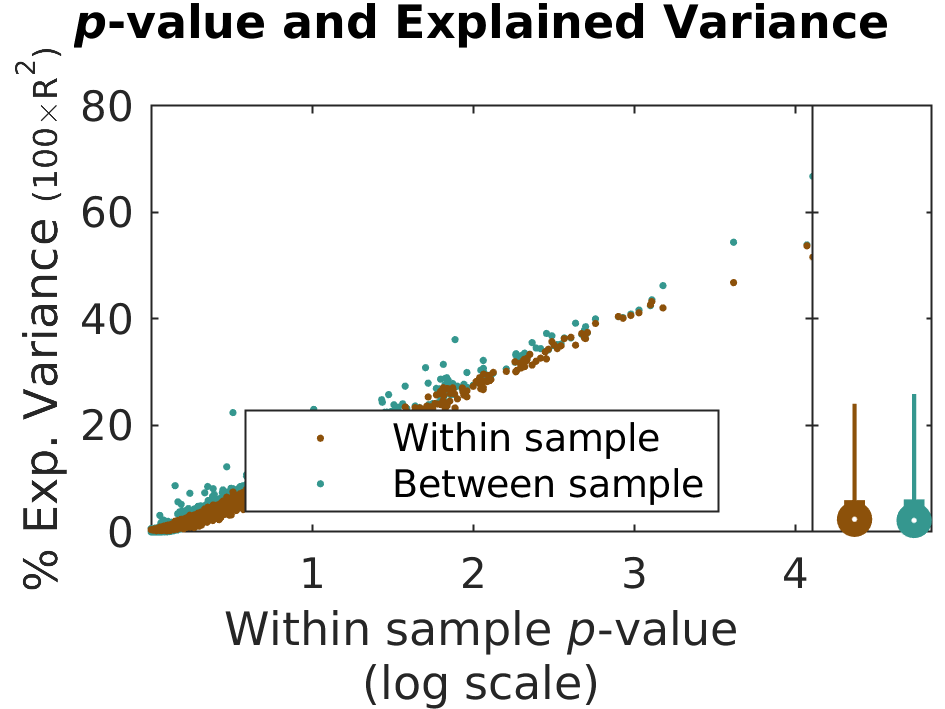 p-value and Explained Variance
% Exp. Variance (100×R²)
80
60
40
20
0
Within sample
Between sample
1 2 3 4
Within sample p-value
(log scale)